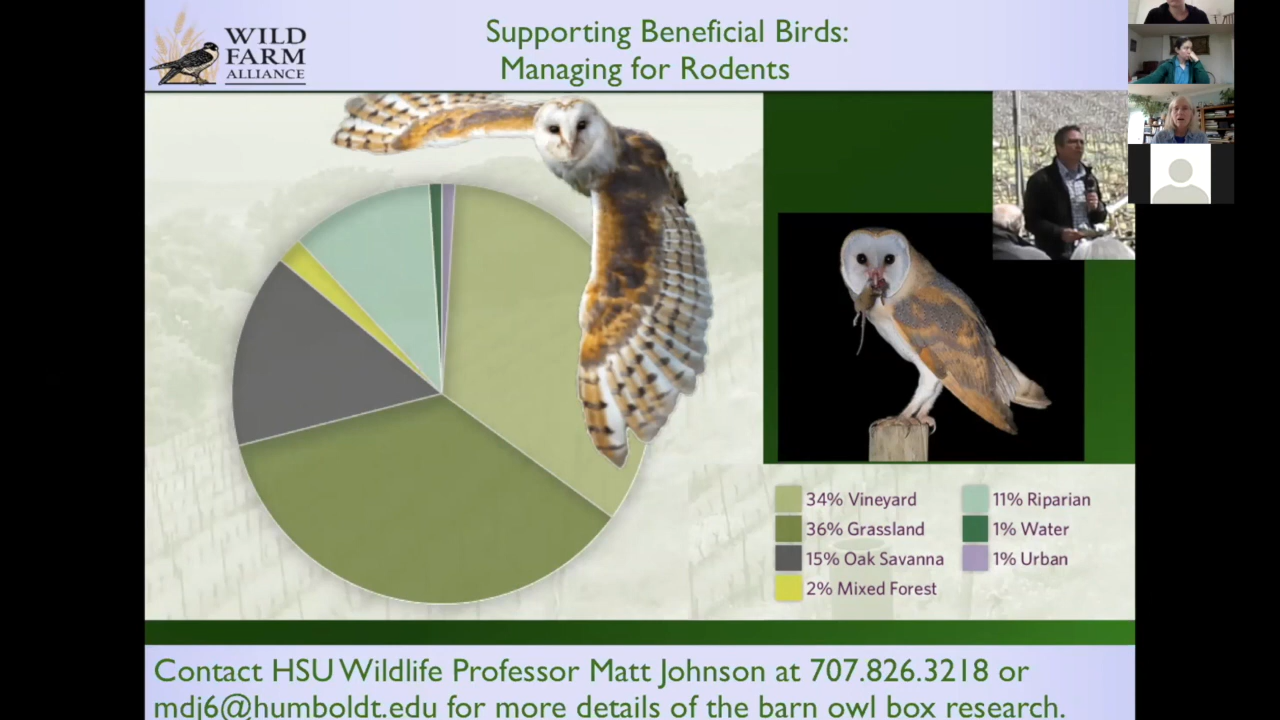 WILD
FARM
ALLIANCE
Supporting Beneficial Birds:
Managing for Rodents
34% Vineyard
36% Grassland
15% Oak Savanna
2% Mixed Forest
11% Riparian
1% Water
1% Urban
Contact HSU Wildlife Professor Matt Johnson at 707.826.3218 or
mdj6@humboldt.edu for more details of the barn owl box research.